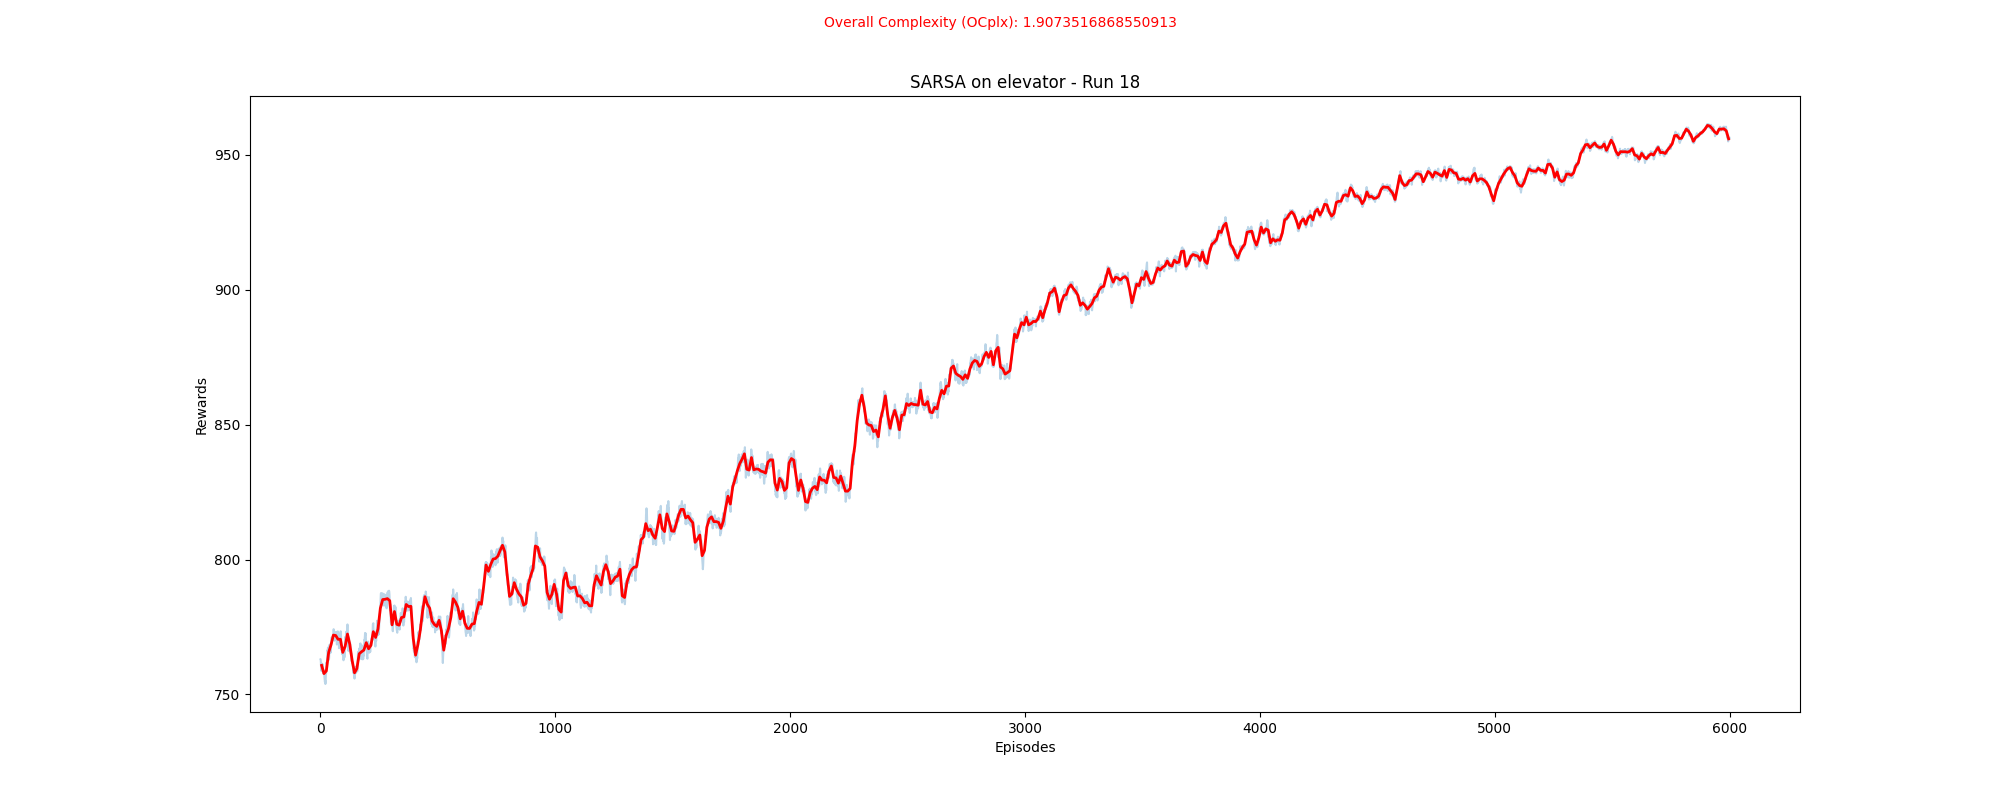 Overall Complexity (OCplx): 1.9073516868550913
SARSA on elevator - Run 18
950
900
850
800
750
Rewards
0 1000 2000 3000 4000 5000 6000
Episodes